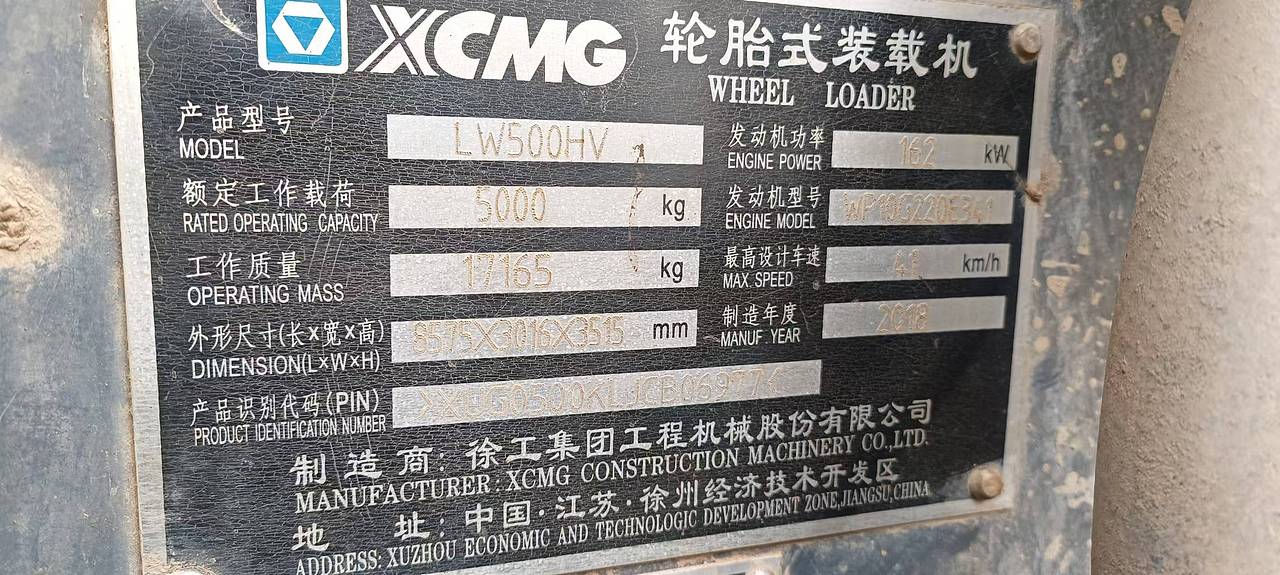 XCMG 轮胎式装载机
WHEEL LOADER
产品型号
MODEL
LW500HV
发动机功率
ENGINE POWER
162 kW
额定工作载荷
RATED OPERATING CAPACITY
5000 kg
发动机型号
ENGINE MODEL
WP10G220E341
工作质量
OPERATING MASS
17165 kg
最高设计车速
MAX. SPEED
41 km/h
外形尺寸(长×宽×高)
DIMENSION(L×W×H)
8575X3016X3515 mm
制造年度
MANUF. YEAR
2018
产品识别代码(PIN)
PRODUCT IDENTIFICATION NUMBER
制造商:徐工集团工程机械股份有限公司
MANUFACTURER: XCMG CONSTRUCTION MACHINERY CO.,LTD.
地址:中国·江苏·徐州经济技术开发区
ADDRESS: XUZHOU ECONOMIC AND TECHNOLOGIC DEVELOPMENT ZONE,JIANGSU,CHINA